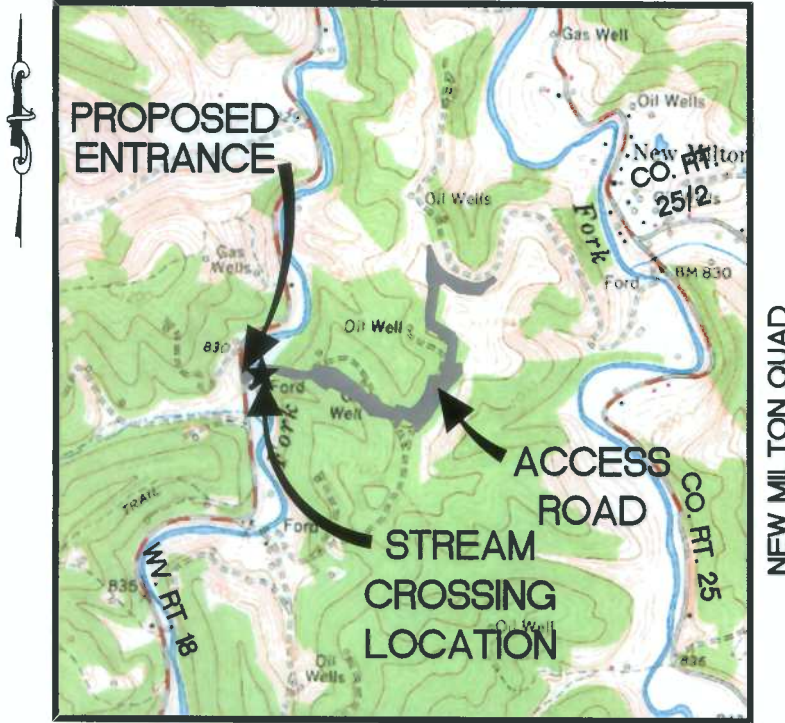 Gas Well
Oil Wells
PROPOSED
ENTRANCE
New Milton
CO. RT.
25/2
Oil Wells
Fork
Gas
Wells
BM 830
Ford
Oil Well
830
Ford
Oil
Well
Fork
ACCESS
ROAD
TRAIL
STREAM
CROSSING
LOCATION
Ford
CO. RT. 25
WV. RT. 18
835
Oil Well
Oil
Wells
836
NEW MILTON QUAD